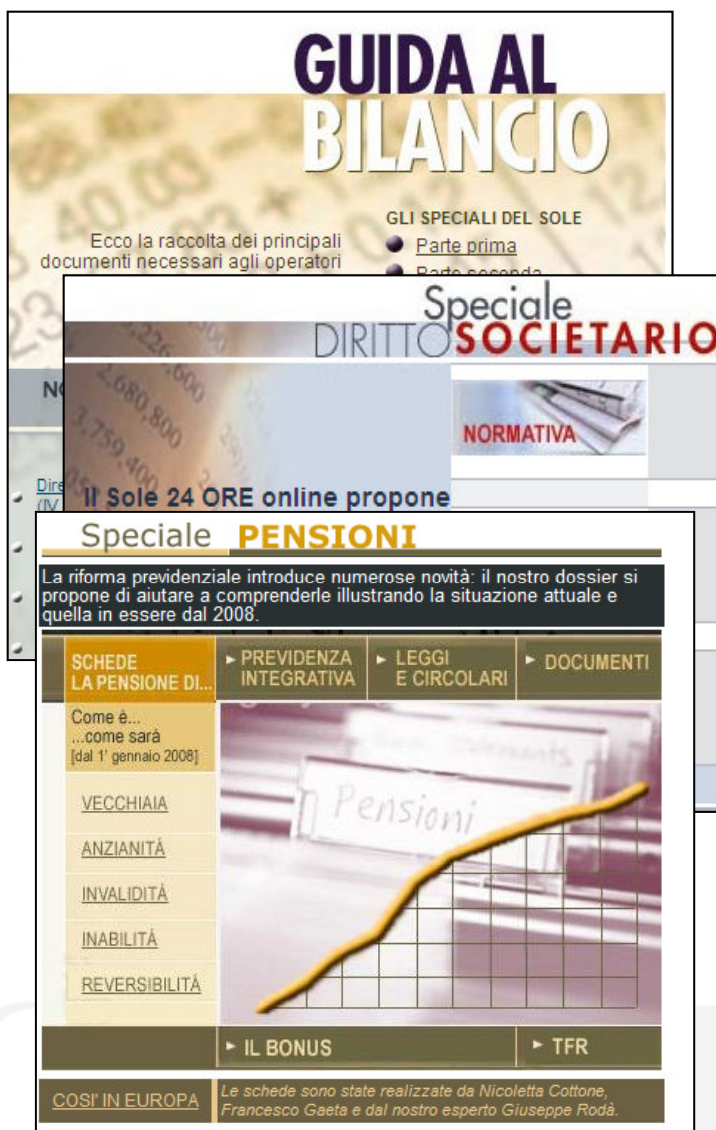 GUIDA AL
BILANCIO
Ecco la raccolta dei principali
documenti necessari agli operatori
GLI SPECIALI DEL SOLE
Parte prima
Parte seconda
Speciale
DIRITTO SOCIETARIO
NORMATIVA
Il Sole 24 ORE online propone
Speciale PENSIONI
La riforma previdenziale introduce numerose novità: il nostro dossier si
propone di aiutare a comprenderle illustrando la situazione attuale e
quella in essere dal 2008.
SCHEDE
LA PENSIONE DI...
PREVIDENZA
INTEGRATIVA
LEGGI
E CIRCOLARI
DOCUMENTI
Come è...
...come sarà
[dal 1' gennaio 2008]
VECCHIAIA
ANZIANITÀ
INVALIDITÀ
INABILITÀ
REVERSIBILITÀ
Pensioni
IL BONUS
TFR
COSI' IN EUROPA
Le schede sono state realizzate da Nicoletta Cottone,
Francesco Gaeta e dal nostro esperto Giuseppe Rodà.